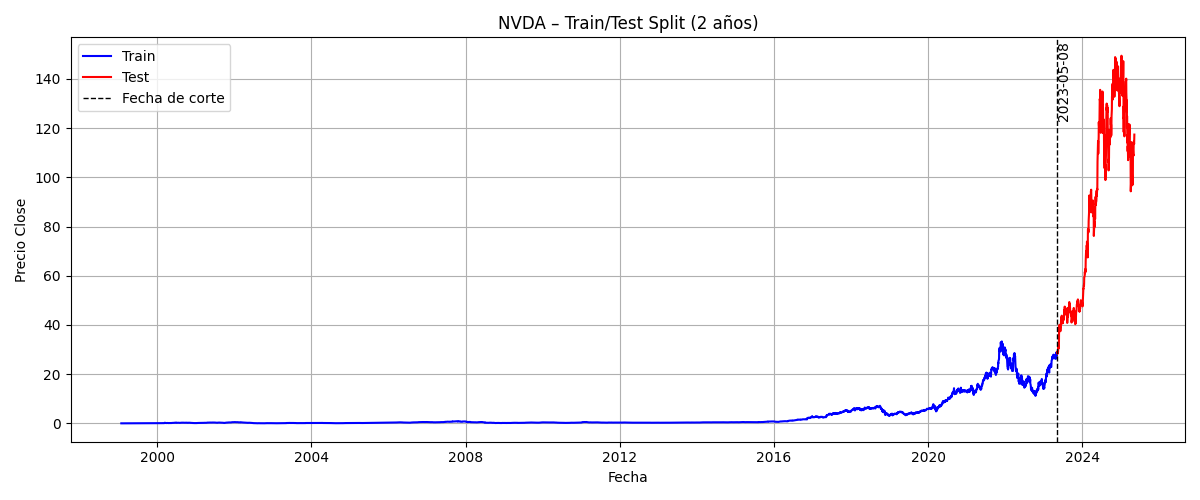 NVDA – Train/Test Split (2 años)
Train
Test
Fecha de corte
2023-05-08
Precio Close
140
120
100
80
60
40
20
0
2000
2004
2008
2012
2016
2020
2024
Fecha